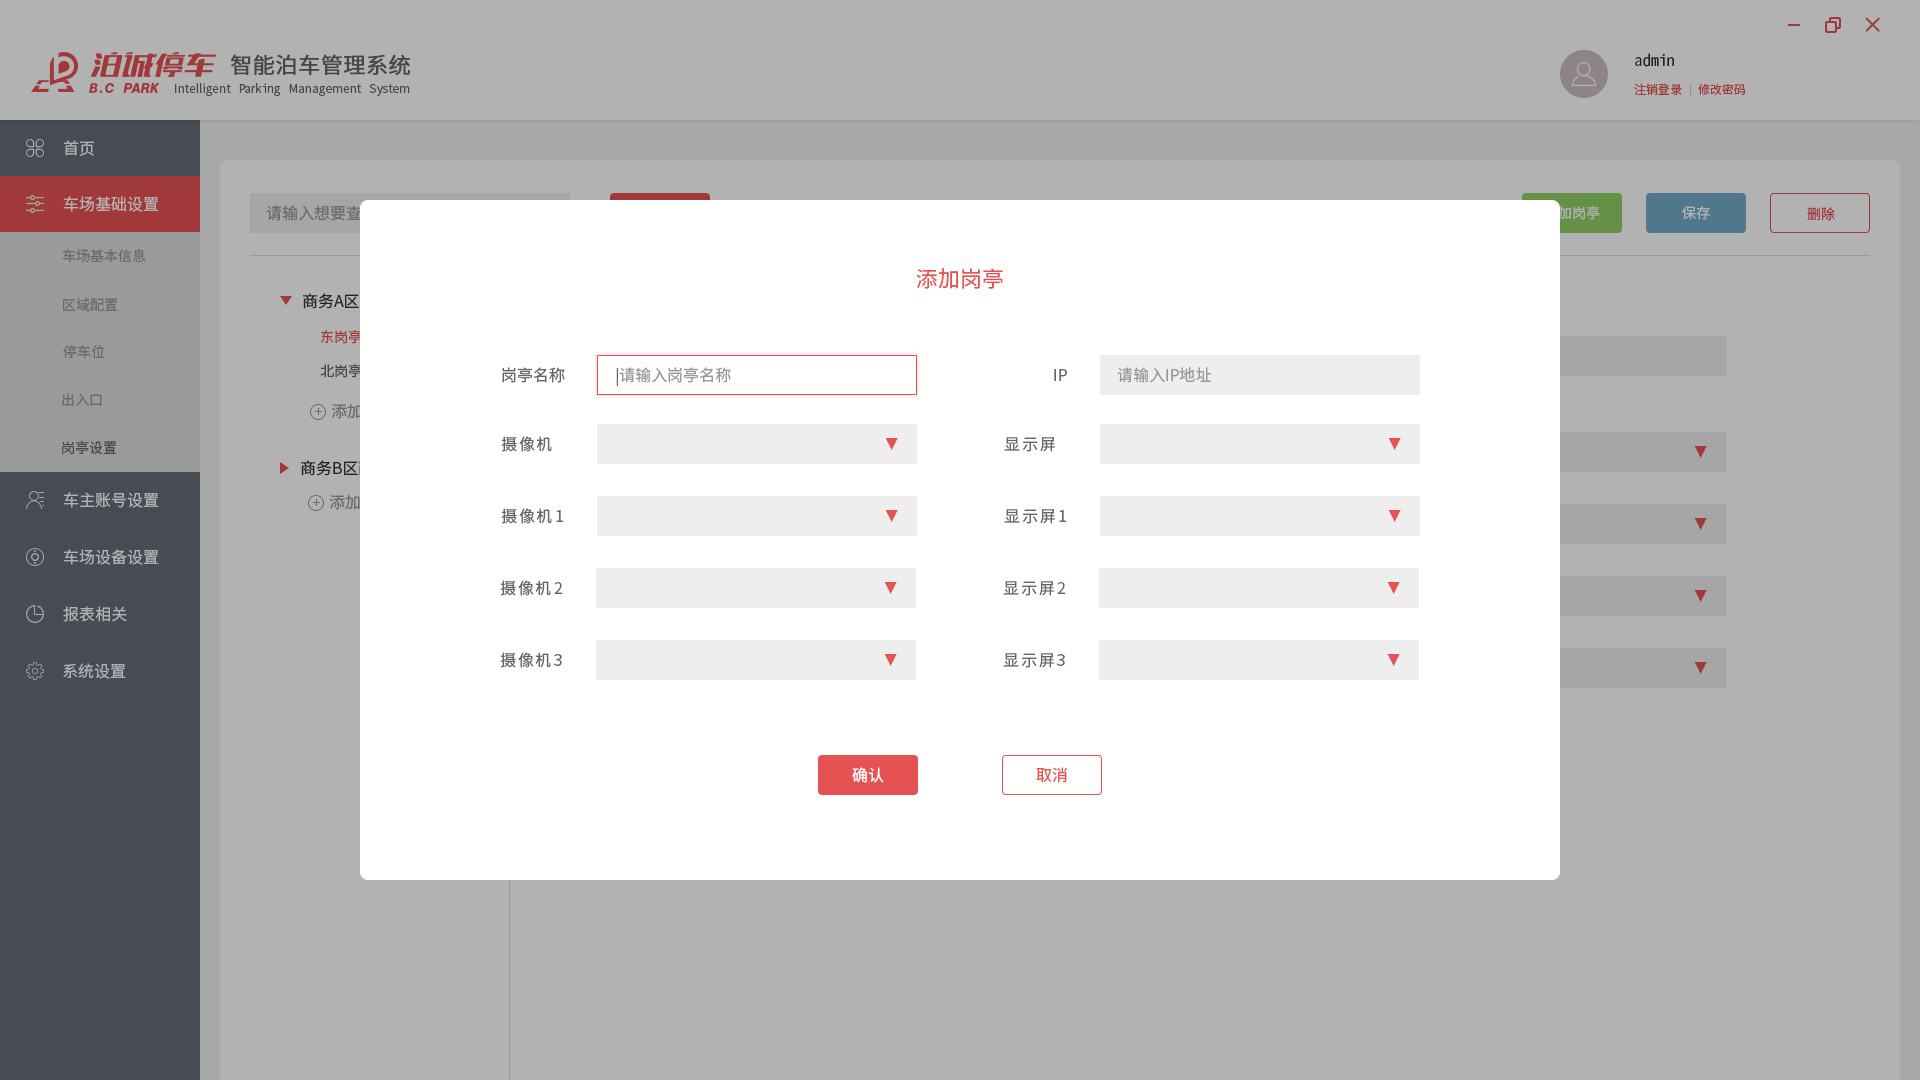 泊诚停车 智能泊车管理系统
B.C PARK Intelligent Parking Management System
admin
注销登录 | 修改密码
首页
车场基础设置
车场基本信息
区域配置
停车位
出入口
岗亭设置
车主账号设置
车场设备设置
报表相关
系统设置
请输入想要查
加岗亭
保存
删除
商务A区
东岗亭
北岗亭
添加
商务B区
添加
添加岗亭
岗亭名称 请输入岗亭名称 IP 请输入IP地址
摄像机 显示屏
摄像机1 显示屏1
摄像机2 显示屏2
摄像机3 显示屏3
确认 取消